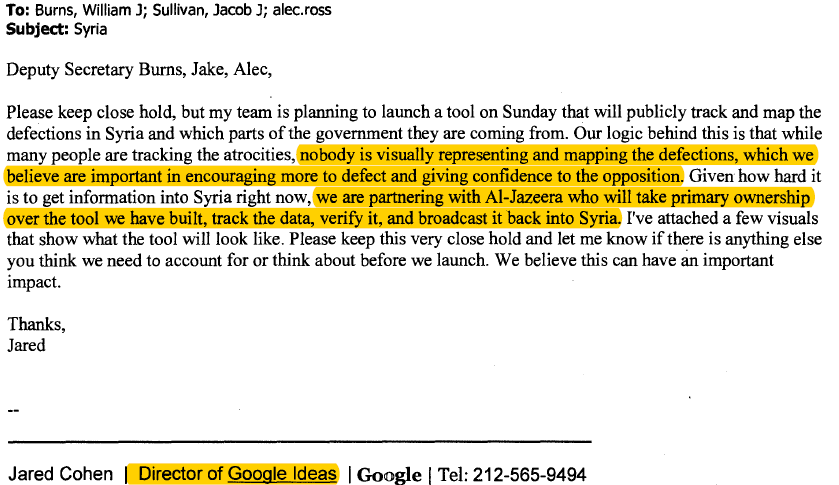 To: Burns, William J; Sullivan, Jacob J; alec.ross
Subject: Syria
Deputy Secretary Burns, Jake, Alec,
Please keep close hold, but my team is planning to launch a tool on Sunday that will publicly track and map the
defections in Syria and which parts of the government they are coming from. Our logic behind this is that while
many people are tracking the atrocities, nobody is visually representing and mapping the defections, which we
believe are important in encouraging more to defect and giving confidence to the opposition. Given how hard it
is to get information into Syria right now, we are partnering with Al-Jazeera who will take primary ownership
over the tool we have built, track the data, verify it, and broadcast it back into Syria. I've attached a few visuals
that show what the tool will look like. Please keep this very close hold and let me know if there is anything else
you think we need to account for or think about before we launch. We believe this can have an important
impact.
Thanks,
Jared
--
Jared Cohen | Director of Google Ideas | Google | Tel: 212-565-9494